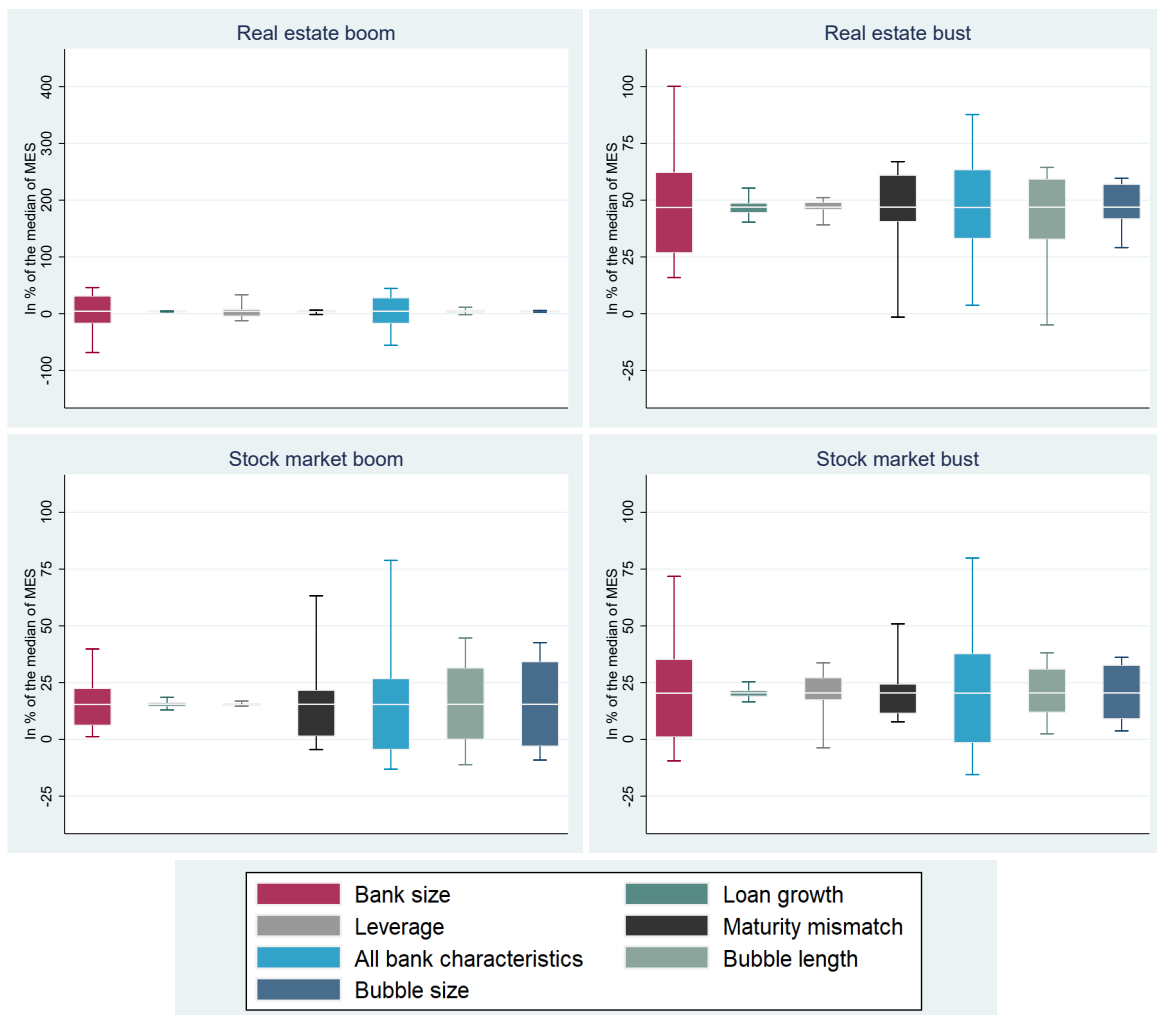 Real estate boom
In % of the median of MES
400
300
200
100
0
-100
Real estate bust
In % of the median of MES
100
75
50
25
0
-25
Stock market boom
In % of the median of MES
100
75
50
25
0
-25
Stock market bust
In % of the median of MES
100
75
50
25
0
-25
Bank size
Loan growth
Leverage
Maturity mismatch
All bank characteristics
Bubble length
Bubble size